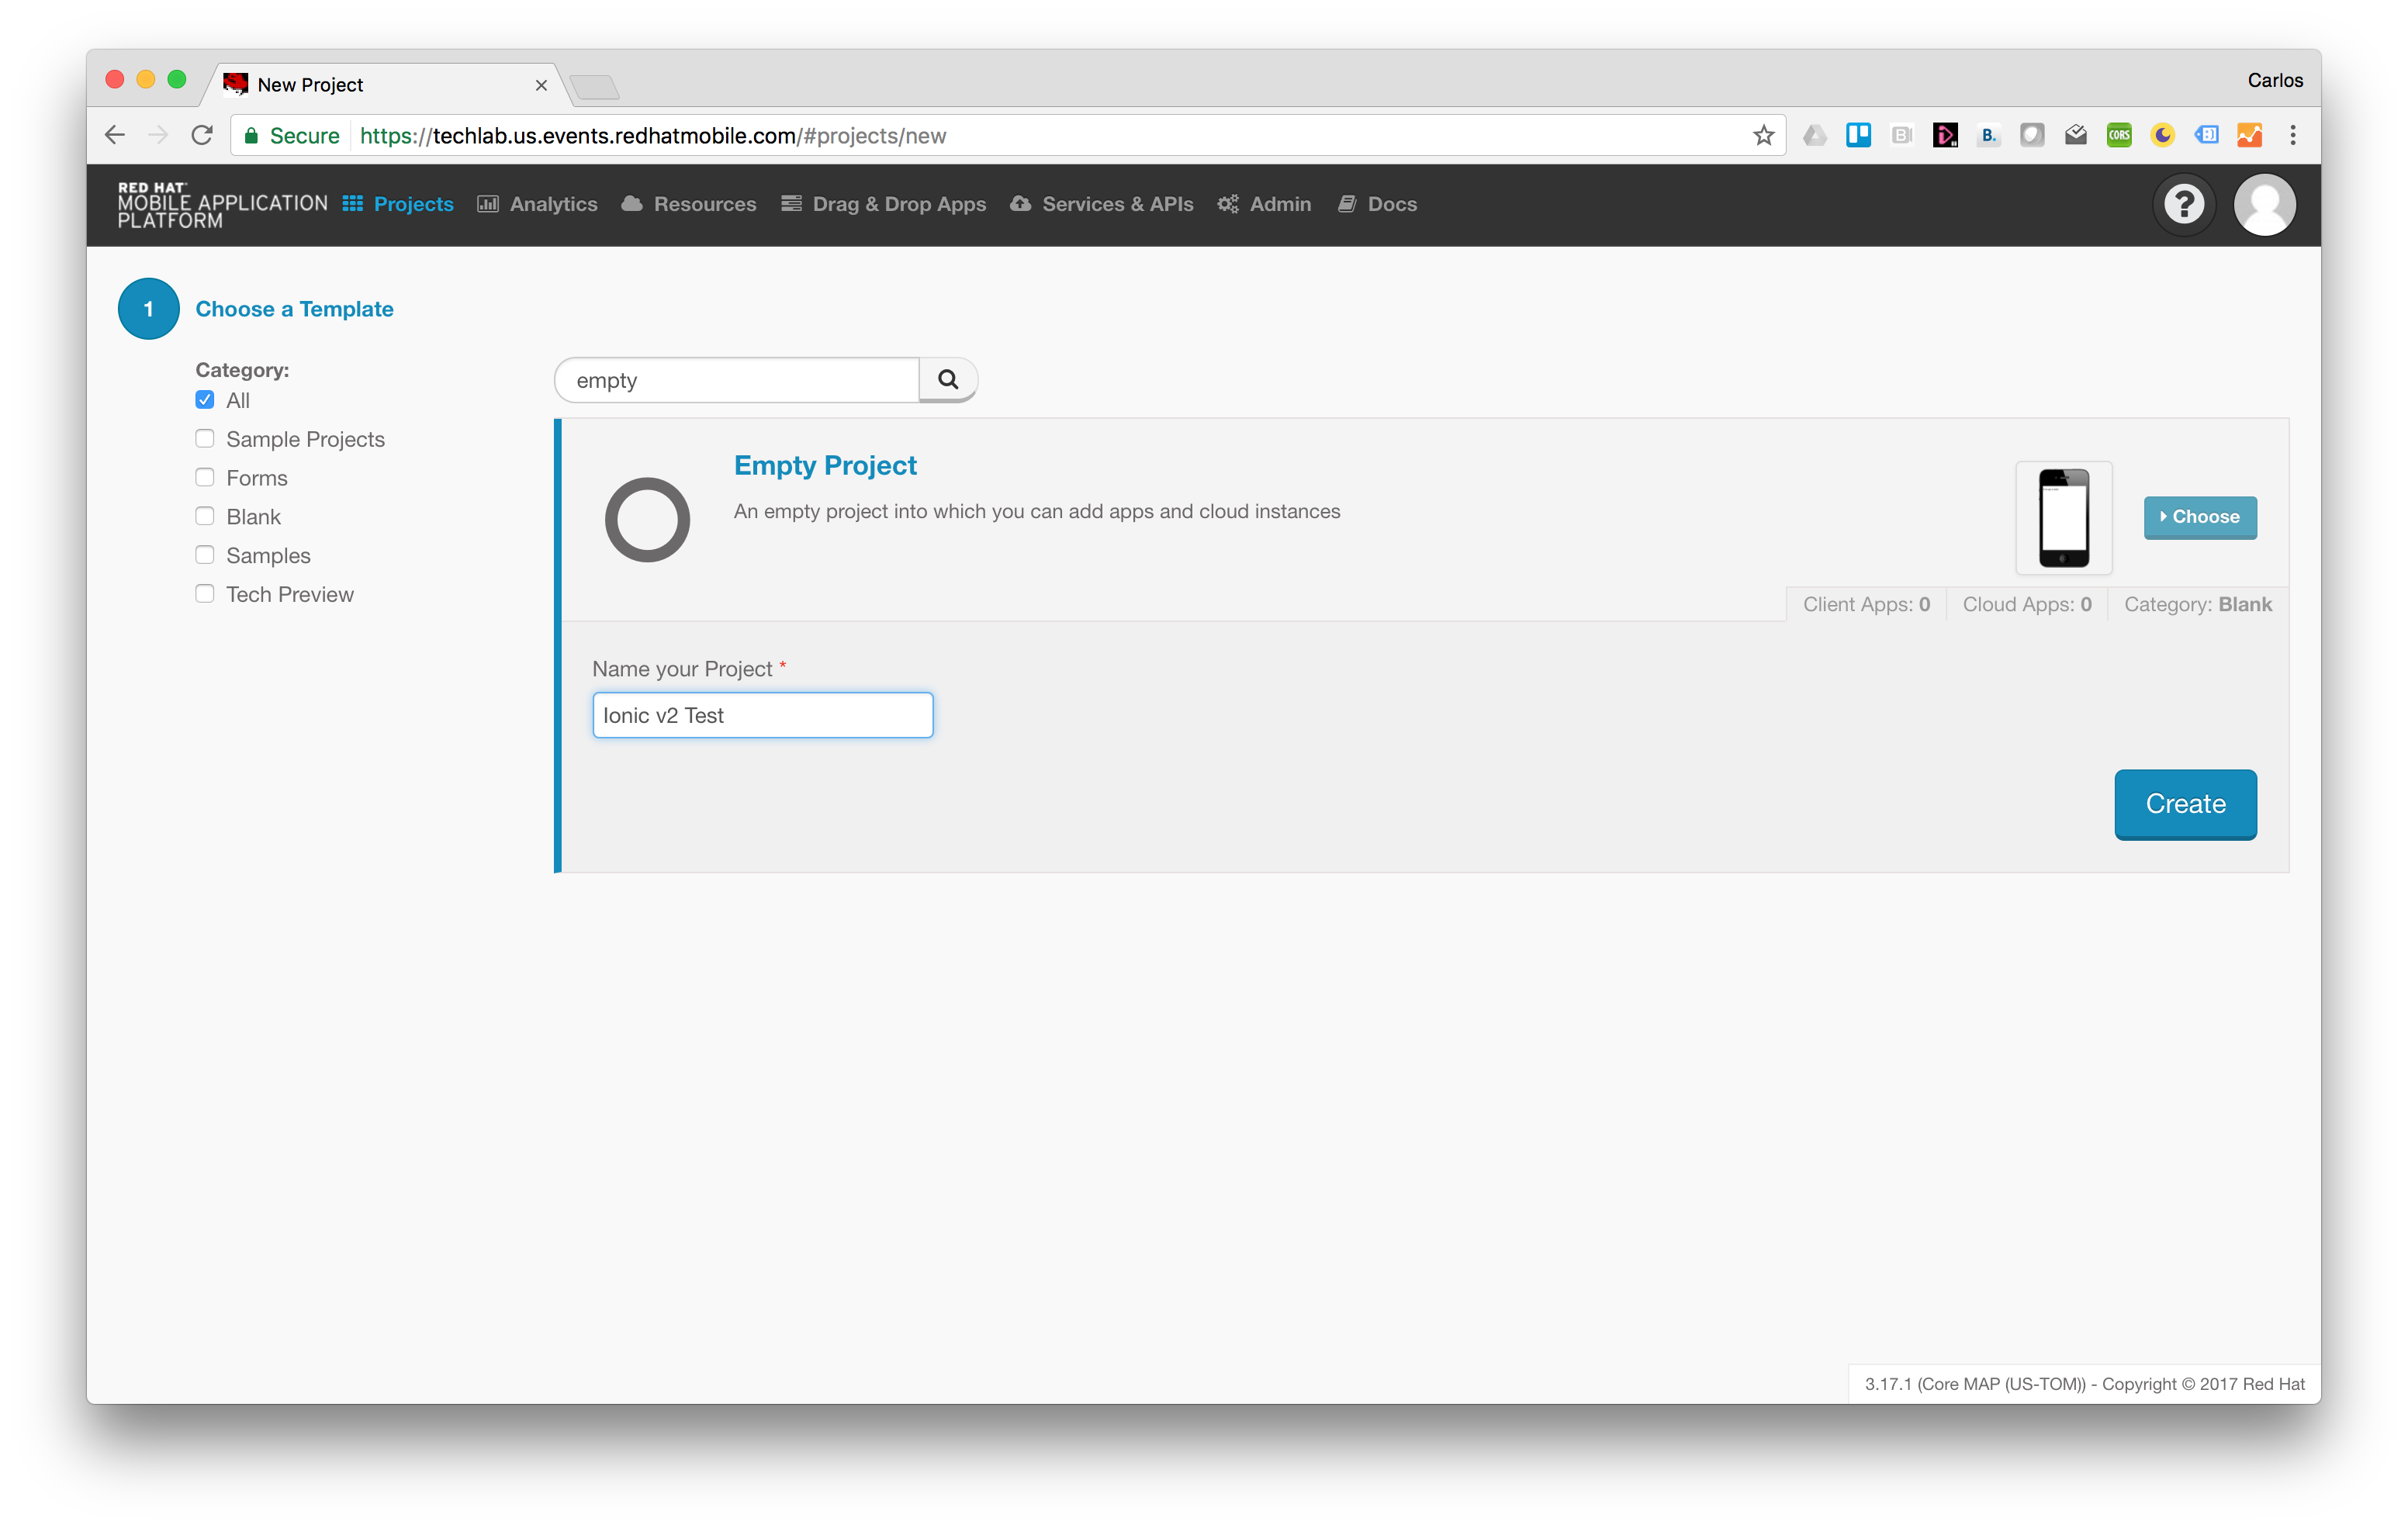 New Project
Carlos
Secure https://techlab.us.events.redhatmobile.com/#projects/new
CORS
B.
RED HAT
MOBILE APPLICATION
PLATFORM
Projects Analytics Resources Drag & Drop Apps Services & APIs Admin Docs
?
1 Choose a Template
Category:
All
Sample Projects
Forms
Blank
Samples
Tech Preview
empty
Empty Project
An empty project into which you can add apps and cloud instances
Choose
Client Apps: 0 Cloud Apps: 0 Category: Blank
Name your Project *
Ionic v2 Test
Create
3.17.1 (Core MAP (US-TOM)) - Copyright © 2017 Red Hat